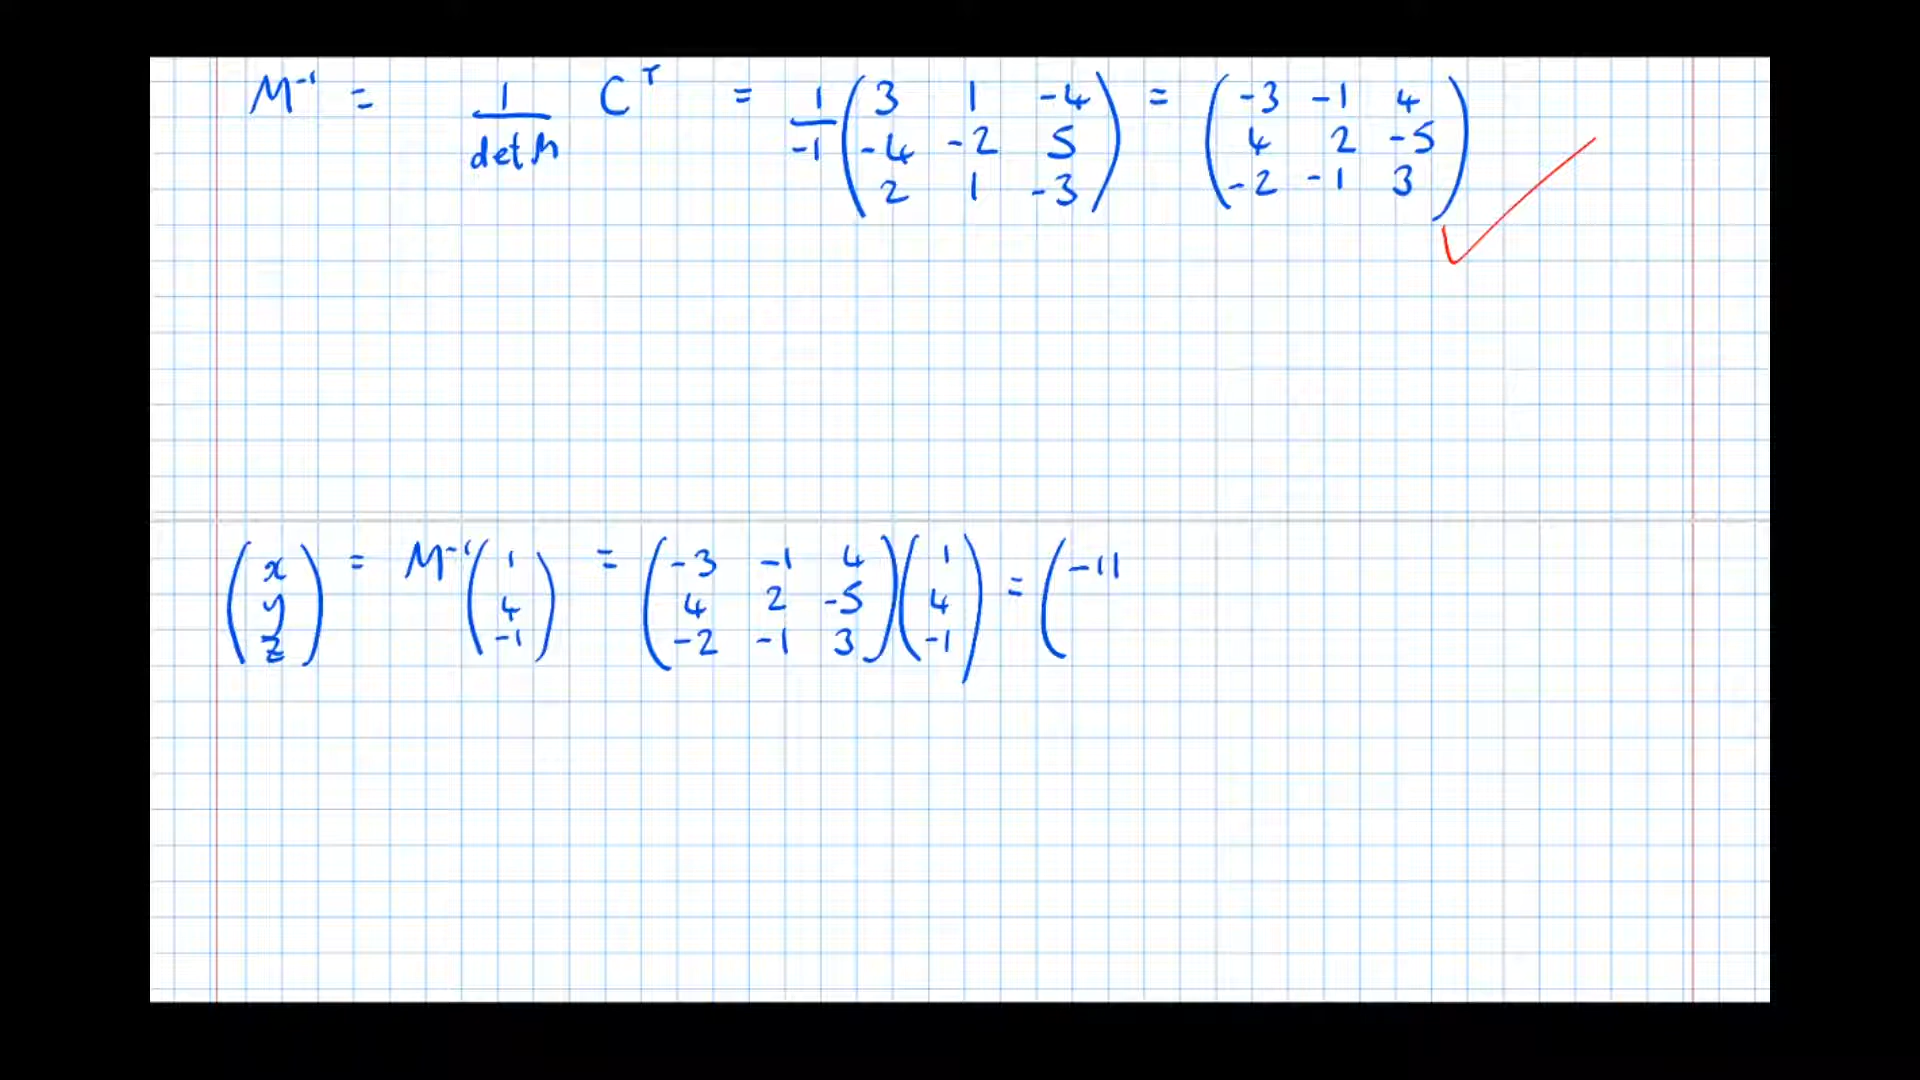 M⁻¹ = 1/det M Cᵀ = 1/-1 (3 1 -4; -4 -2 5; 2 1 -3) = (-3 -1 4; 4 2 -5; -2 -1 3)
(x; y; z) = M⁻¹ (1; 4; -1) = (-3 -1 4; 4 2 -5; -2 -1 3) (1; 4; -1) = (-11